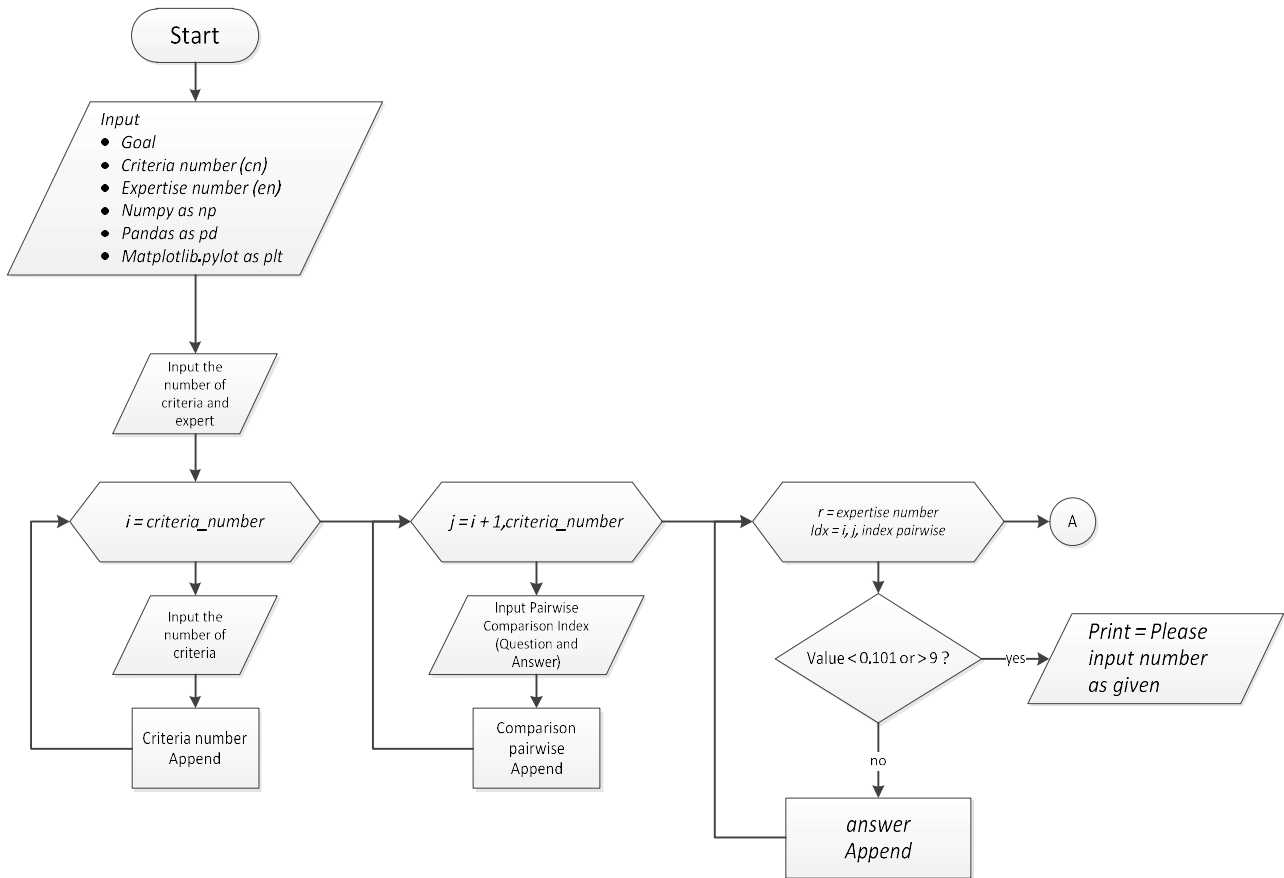 Start
Input
● Goal
● Criteria number (cn)
● Expertise number (en)
● Numpy as np
● Pandas as pd
● Matplotlib.pylot as plt
Input the
number of
criteria and
expert
i = criteria_number
j = i + 1,criteria_number
r = expertise number
Idx = i, j, index pairwise
A
Input the
number of
criteria
Input Pairwise
Comparison Index
(Question and
Answer)
Value < 0,101 or > 9 ?
yes
Print = Please
input number
as given
Criteria number
Append
Comparison
pairwise
Append
no
answer
Append